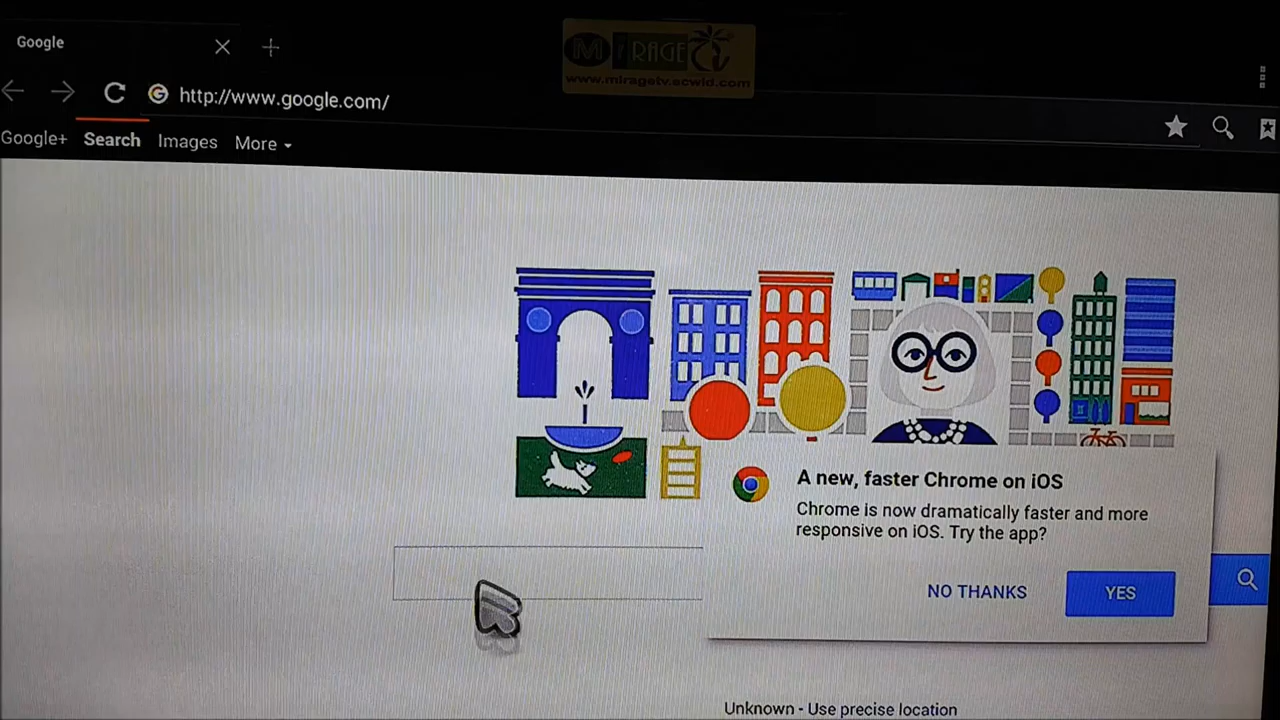 Google
MiRAGE TV
www.miragetv.scwld.com
http://www.google.com/
Google+ Search Images More
A new, faster Chrome on iOS
Chrome is now dramatically faster and more
responsive on iOS. Try the app?
NO THANKS YES
Unknown - Use precise location